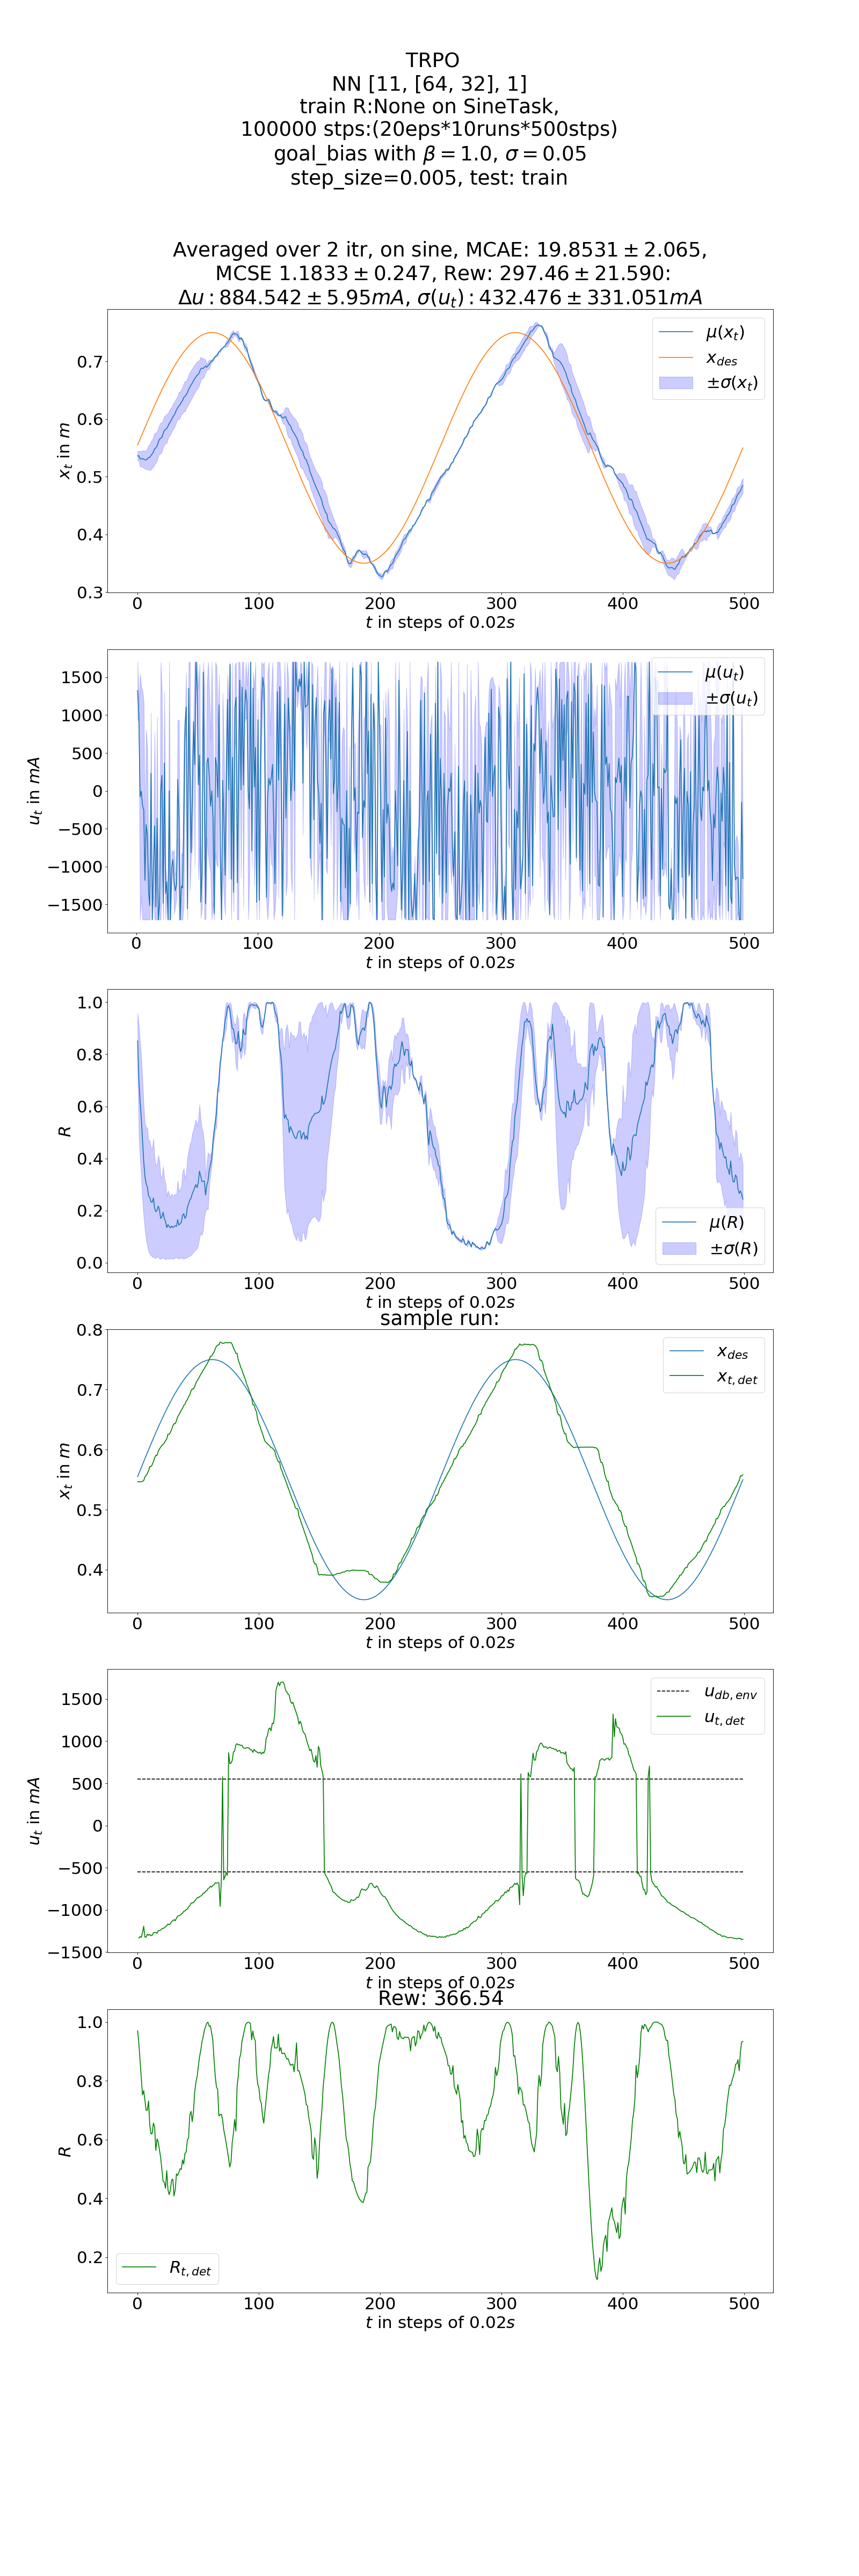 TRPO
NN [11, [64, 32], 1]
train R:None on SineTask,
100000 stps:(20eps*10runs*500stps)
goal_bias with β = 1.0, σ = 0.05
step_size=0.005, test: train
Averaged over 2 itr, on sine, MCAE: 19.8531 ± 2.065,
MCSE 1.1833 ± 0.247, Rew: 297.46 ± 21.590:
Δu : 884.542 ± 5.95mA, σ(u_t) : 432.476 ± 331.051mA
μ(x_t)
x_des
±σ(x_t)
0.7
0.6
0.5
0.4
0.3
x_t in m
0 100 200 300 400 500
t in steps of 0.02s
μ(u_t)
±σ(u_t)
1500
1000
500
0
−500
−1000
−1500
u_t in mA
0 100 200 300 400 500
t in steps of 0.02s
1.0
0.8
0.6
0.4
0.2
0.0
R
μ(R)
±σ(R)
0 100 200 300 400 500
t in steps of 0.02s
sample run:
x_des
x_t,det
0.8
0.7
0.6
0.5
0.4
x_t in m
0 100 200 300 400 500
t in steps of 0.02s
u_db,env
u_t,det
1500
1000
500
0
−500
−1000
−1500
u_t in mA
0 100 200 300 400 500
t in steps of 0.02s
Rew: 366.54
1.0
0.8
0.6
0.4
0.2
R
R_t,det
0 100 200 300 400 500
t in steps of 0.02s